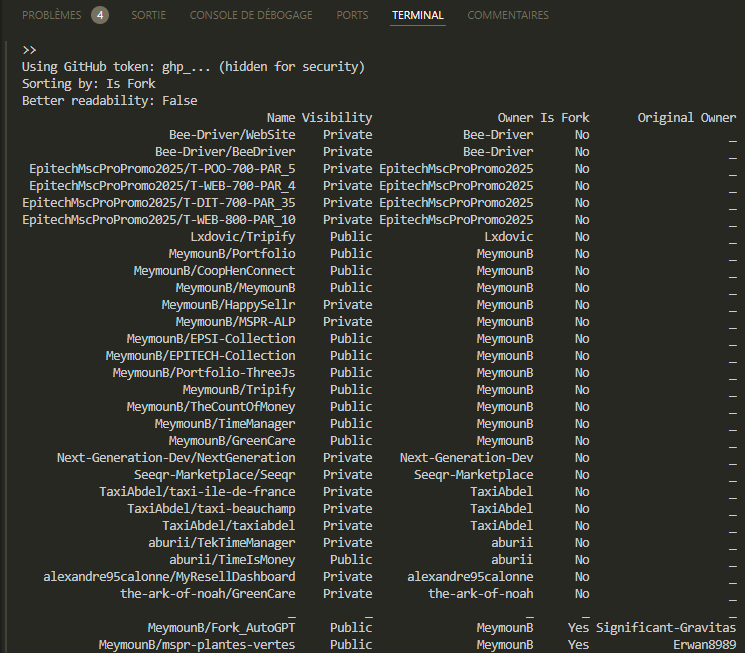 PROBLÈMES 4 SORTIE CONSOLE DE DÉBOGAGE PORTS TERMINAL COMMENTAIRES
>>
Using GitHub token: ghp_... (hidden for security)
Sorting by: Is Fork
Better readability: False
Name Visibility Owner Is Fork Original Owner
Bee-Driver/WebSite Private Bee-Driver No _
Bee-Driver/BeeDriver Private Bee-Driver No _
EpitechMscProPromo2025/T-POO-700-PAR_5 Private EpitechMscProPromo2025 No _
EpitechMscProPromo2025/T-WEB-700-PAR_4 Private EpitechMscProPromo2025 No _
EpitechMscProPromo2025/T-DIT-700-PAR_35 Private EpitechMscProPromo2025 No _
EpitechMscProPromo2025/T-WEB-800-PAR_10 Private EpitechMscProPromo2025 No _
Lxdovic/Tripify Public Lxdovic No _
MeymounB/Portfolio Public MeymounB No _
MeymounB/CoopHenConnect Public MeymounB No _
MeymounB/MeymounB Public MeymounB No _
MeymounB/HappySellr Private MeymounB No _
MeymounB/MSPR-ALP Private MeymounB No _
MeymounB/EPSI-Collection Public MeymounB No _
MeymounB/EPITECH-Collection Public MeymounB No _
MeymounB/Portfolio-ThreeJs Public MeymounB No _
MeymounB/Tripify Public MeymounB No _
MeymounB/TheCountOfMoney Public MeymounB No _
MeymounB/TimeManager Public MeymounB No _
MeymounB/GreenCare Public MeymounB No _
Next-Generation-Dev/NextGeneration Private Next-Generation-Dev No _
Seeqr-Marketplace/Seeqr Private Seeqr-Marketplace No _
TaxiAbdel/taxi-ile-de-france Private TaxiAbdel No _
TaxiAbdel/taxi-beauchamp Private TaxiAbdel No _
TaxiAbdel/taxiabdel Private TaxiAbdel No _
aburii/TekTimeManager Private aburii No _
aburii/TimeIsMoney Public aburii No _
alexandre95calonne/MyResellDashboard Private alexandre95calonne No _
the-ark-of-noah/GreenCare Private the-ark-of-noah No _
_ _ _ _ _
MeymounB/Fork_AutoGPT Public MeymounB Yes Significant-Gravitas
MeymounB/mspr-plantes-vertes Public MeymounB Yes Erwan8989